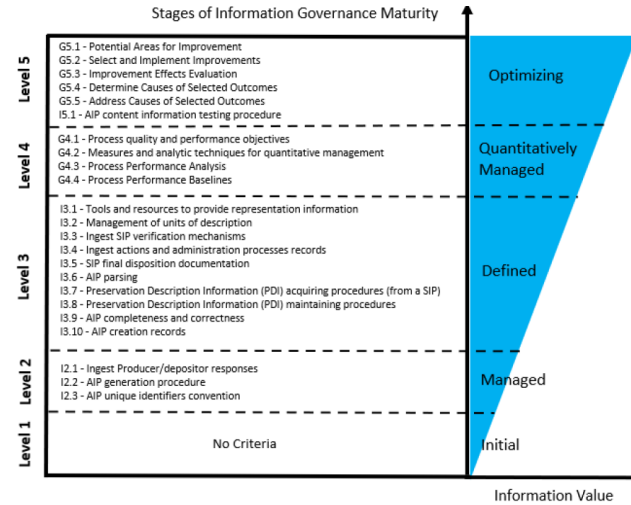 Stages of Information Governance Maturity
Level 5
G5.1 - Potential Areas for Improvement
G5.2 - Select and Implement Improvements
G5.3 - Improvement Effects Evaluation
G5.4 - Determine Causes of Selected Outcomes
G5.5 - Address Causes of Selected Outcomes
I5.1 - AIP content information testing procedure
Optimizing
Level 4
G4.1 - Process quality and performance objectives
G4.2 - Measures and analytic techniques for quantitative management
G4.3 - Process Performance Analysis
G4.4 - Process Performance Baselines
Quantitatively
Managed
Level 3
I3.1 - Tools and resources to provide representation information
I3.2 - Management of units of description
I3.3 - Ingest SIP verification mechanisms
I3.4 - Ingest actions and administration processes records
I3.5 - SIP final disposition documentation
I3.6 - AIP parsing
I3.7 - Preservation Description Information (PDI) acquiring procedures (from a SIP)
I3.8 - Preservation Description Information (PDI) maintaining procedures
I3.9 - AIP completeness and correctness
I3.10 - AIP creation records
Defined
Level 2
I2.1 - Ingest Producer/depositor responses
I2.2 - AIP generation procedure
I2.3 - AIP unique identifiers convention
Managed
Level 1
No Criteria
Initial
Information Value